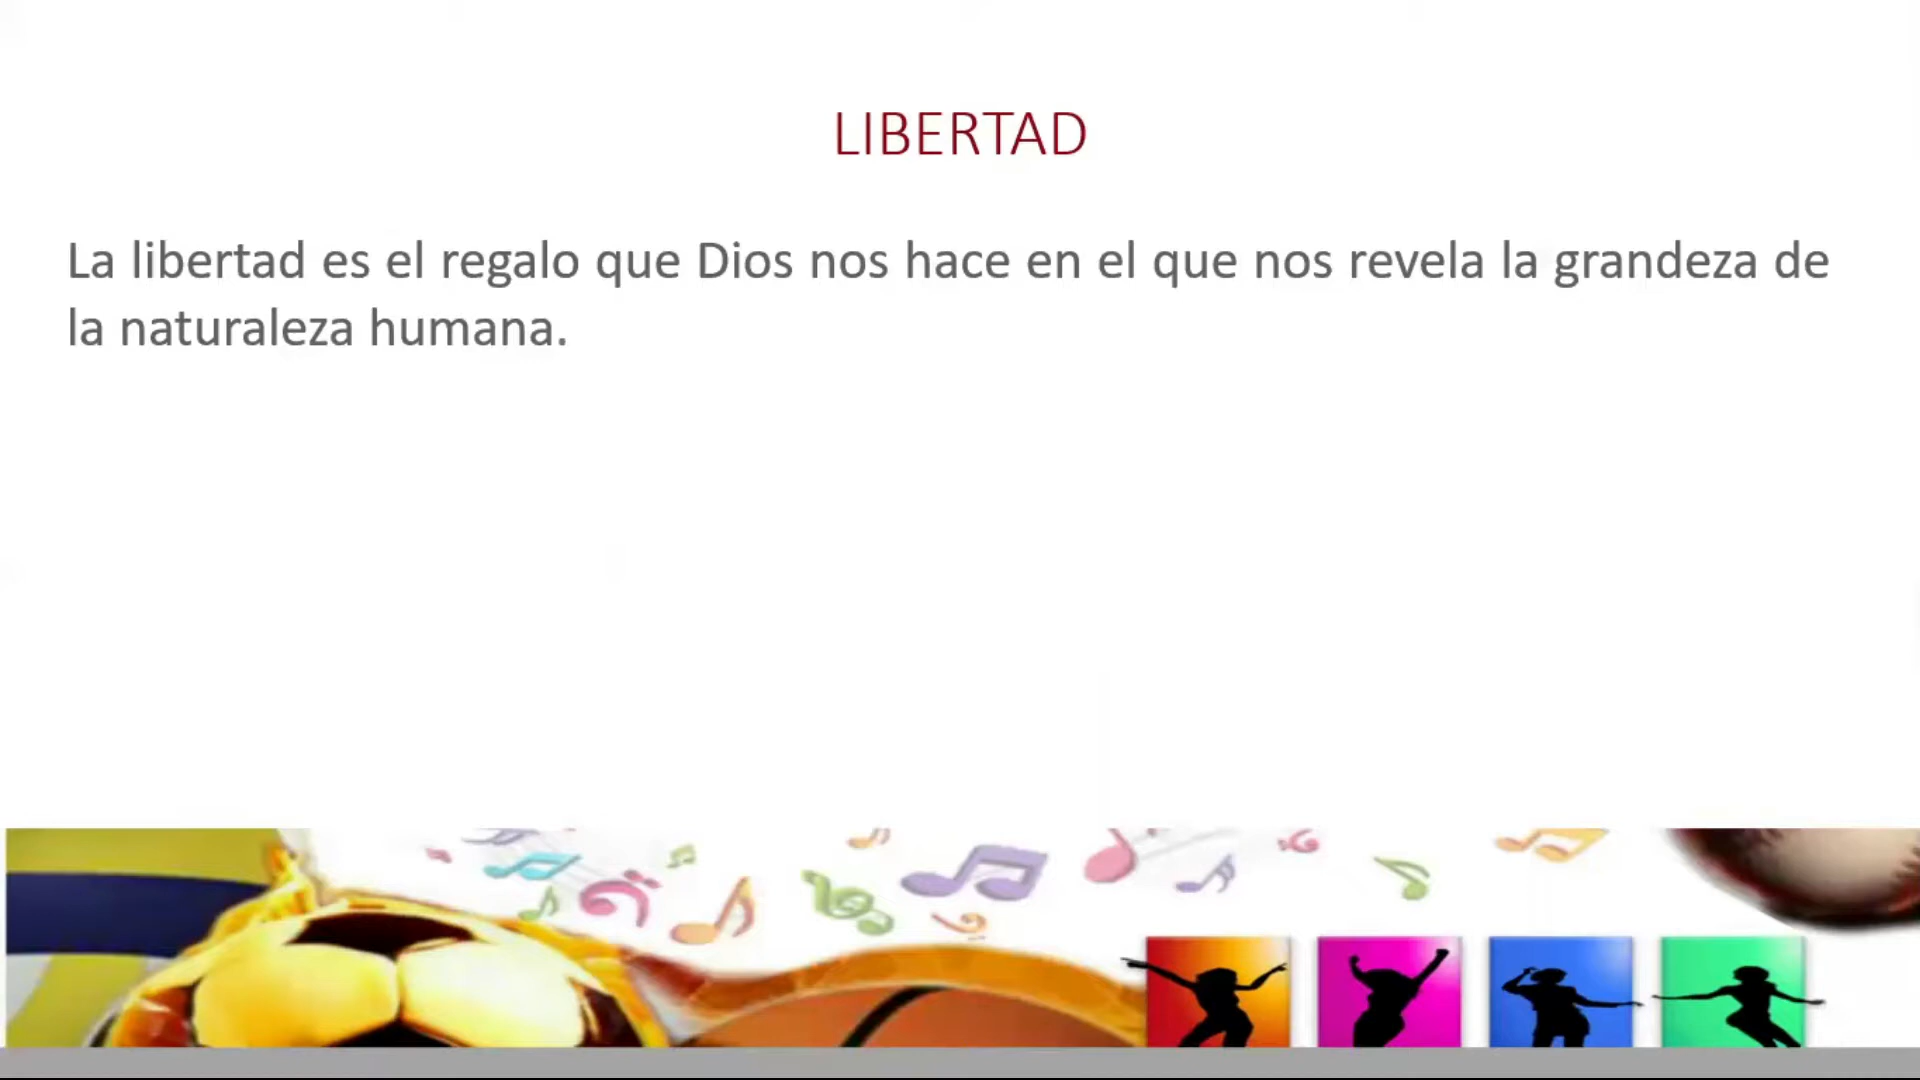 LIBERTAD
La libertad es el regalo que Dios nos hace en el que nos revela la grandeza de
la naturaleza humana.